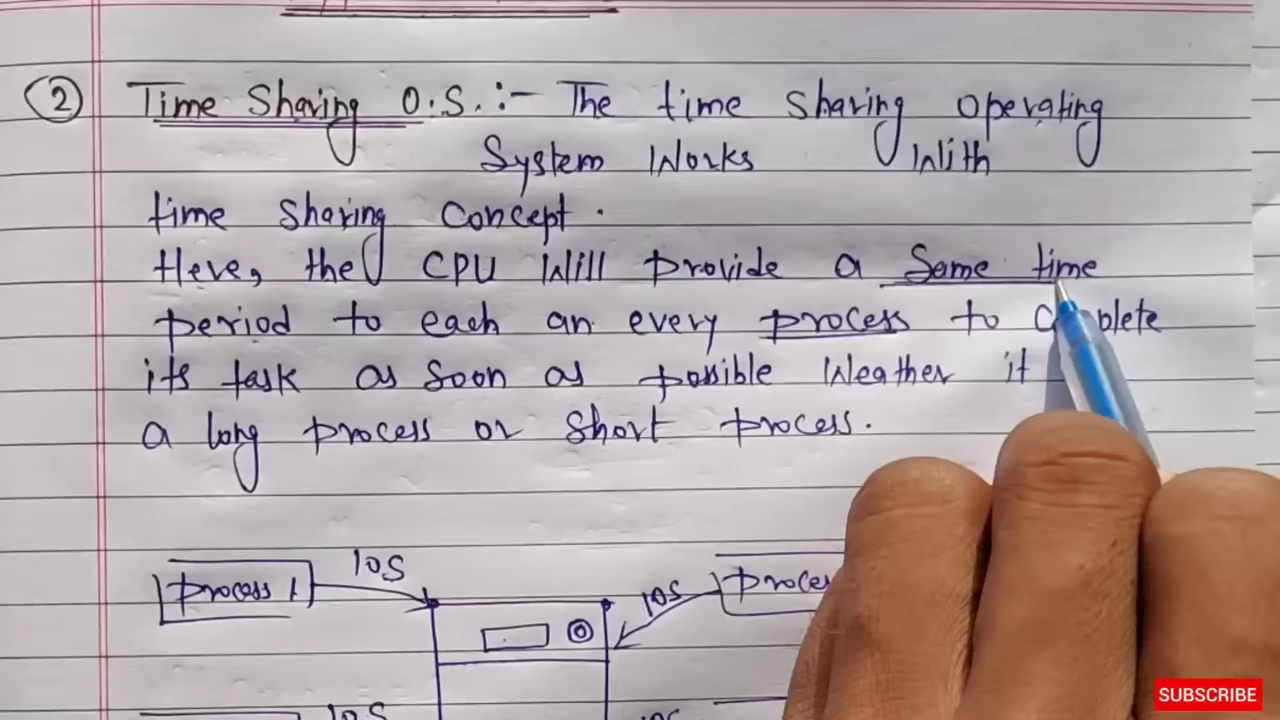 ② Time Sharing O.S. :- The time sharing operating
System Works With
time sharing Concept.
Here, the CPU Will provide a Same time
period to each an every process to
its task as soon as possible Weather it
a long process or Short process.
10S
process 1
10S
10S
SUBSCRIBE